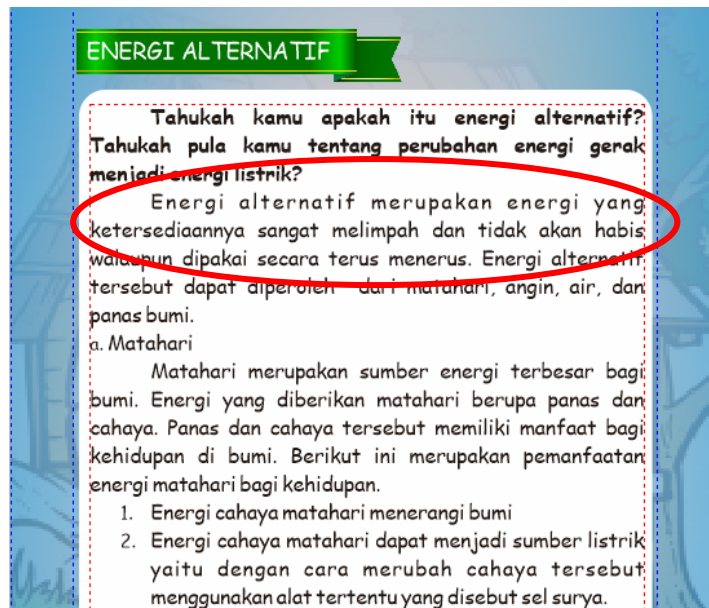 ENERGI ALTERNATIF
Tahukah kamu apakah itu energi alternatif?
Tahukah pula kamu tentang perubahan energi gerak
menjadi energi listrik?
Energi alternatif merupakan energi yang
ketersediaannya sangat melimpah dan tidak akan habis
walaupun dipakai secara terus menerus. Energi alternatif
tersebut dapat diperoleh dari matahari, angin, air, dan
panas bumi.
a. Matahari
Matahari merupakan sumber energi terbesar bagi
bumi. Energi yang diberikan matahari berupa panas dan
cahaya. Panas dan cahaya tersebut memiliki manfaat bagi
kehidupan di bumi. Berikut ini merupakan pemanfaatan
energi matahari bagi kehidupan.
1. Energi cahaya matahari menerangi bumi
2. Energi cahaya matahari dapat menjadi sumber listrik
yaitu dengan cara merubah cahaya tersebut
menggunakan alat tertentu yang disebut sel surya.